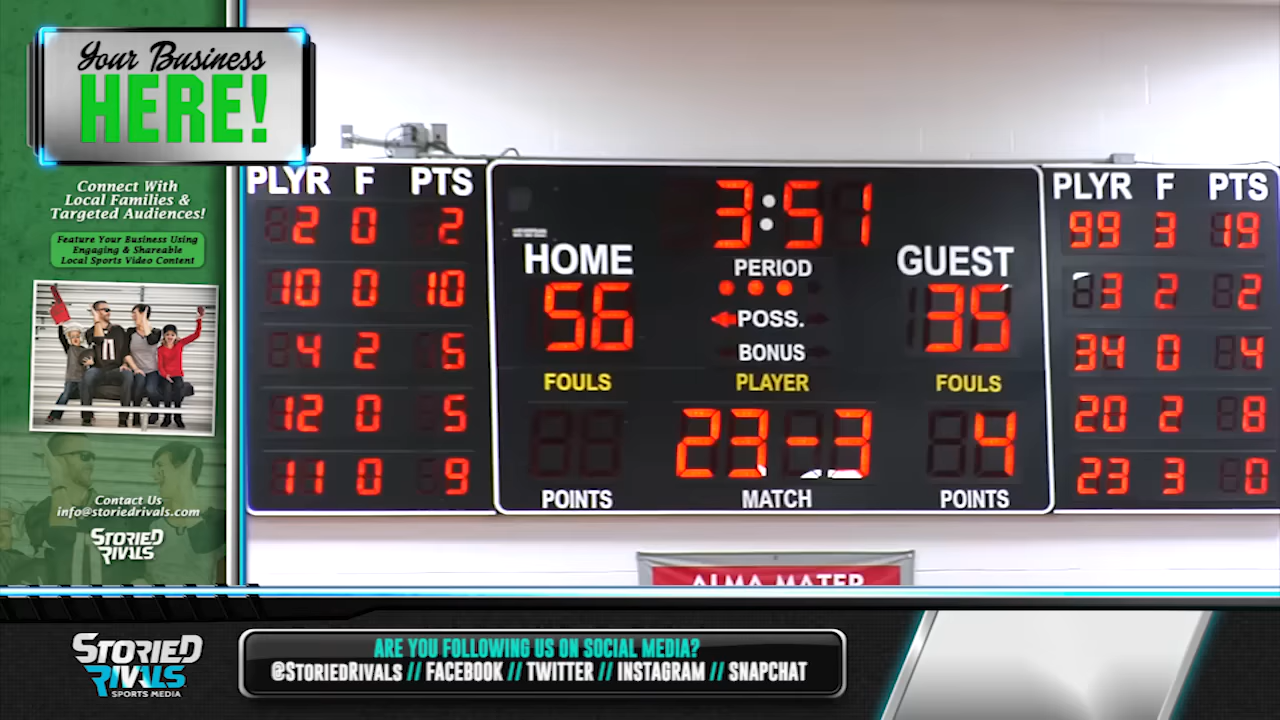 Your Business
HERE!
Connect With
Local Families &
Targeted Audiences!
Feature Your Business Using
Engaging & Shareable
Local Sports Video Content
Contact Us
info@storiedrivals.com
STORIED
RIVALS
PLYR F PTS
2 0 2
10 0 10
4 2 5
12 0 5
11 0 9
3:51
HOME
PERIOD
GUEST
56
POSS.
35
BONUS
FOULS
PLAYER
FOULS
23-3
4
POINTS
MATCH
POINTS
PLYR F PTS
99 3 19
3 2 2
34 0 4
20 2 8
23 3 0
ALMA MATER
STORIED
RIVALS
SPORTS MEDIA
ARE YOU FOLLOWING US ON SOCIAL MEDIA?
@STORIEDRIVALS // FACEBOOK // TWITTER // INSTAGRAM // SNAPCHAT